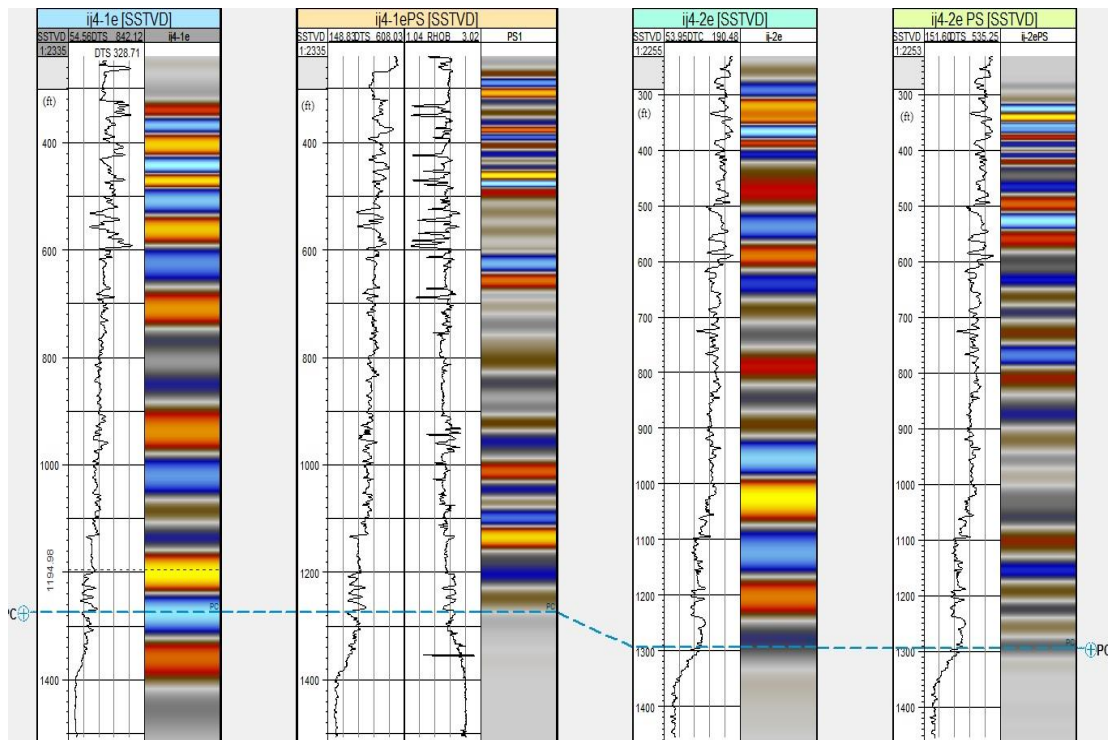 ij4-1e [SSTVD]
SSTVD 54.56 DTS 842.12 ij4-1e
1:2335 DTS 328.71
(ft)
400
600
800
1000
1194.98
1200
1400
PC
ij4-1ePS [SSTVD]
SSTVD 148.83 DTS 608.03 1.04 RHOB 3.02 PS1
1:2335
(ft)
400
600
800
1000
1200
1400
PC
ij4-2e [SSTVD]
SSTVD 53.95 DTC 190.48 ij-2e
1:2255
300
(ft)
400
500
600
700
800
900
1000
1100
1200
1300
1400
ij4-2e PS [SSTVD]
SSTVD 151.60 DTS 535.25 ij-2ePS
1:2253
300
(ft)
400
500
600
700
800
900
1000
1100
1200
1300
1400
PC